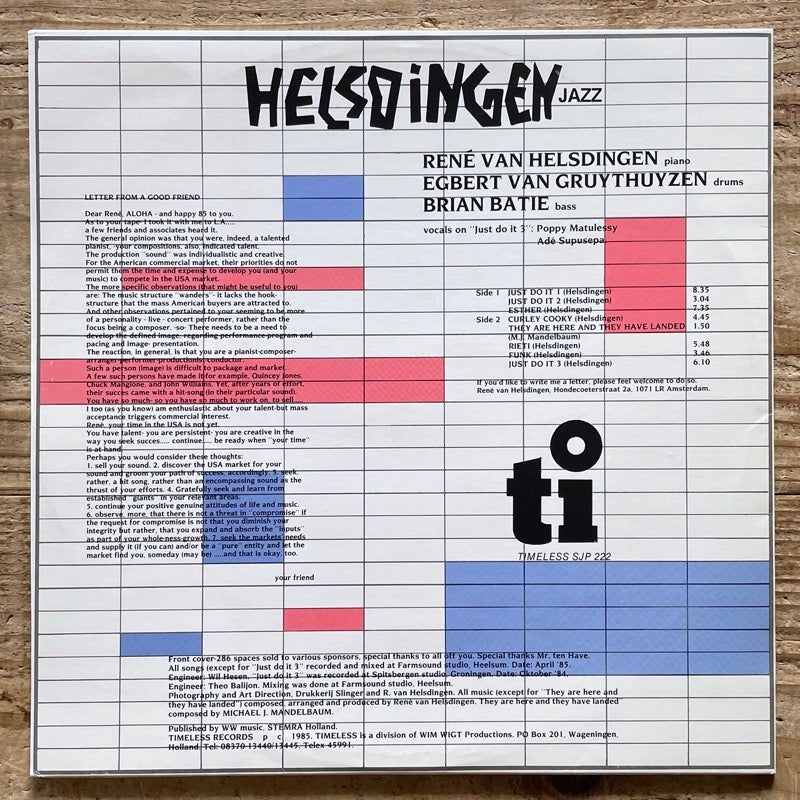 HELSDINGEN JAZZ
RENÉ VAN HELSDINGEN piano
EGBERT VAN GRUYTHUYZEN drums
BRIAN BATIE bass
vocals on "Just do it 3": Poppy Matulessy
Adé Supusepa
LETTER FROM A GOOD FRIEND
Dear René, ALOHA - and happy 85 to you.
As to your tape- I took it with me to L.A.....
a few friends and associates heard it.
The general opinion was that you were, indeed, a talented
pianist, -your compositions, also, indicated talent.
The production "sound" was individualistic and creative.
For the American commercial market, their priorities do not
permit them the time and expense to develop you (and your
music) to compete in the USA market.
The more specific observations (that might be useful to you)
are: The music structure "wanders"- it lacks the hook-
structure that the mass American buyers are attracted to.
And other observations pertained to your seeming to be more
of a personality - live - concert performer, rather than the
focus being a composer. -so- There needs to be a need to
develop the defined image, regarding performance-program and
pacing and image- presentation.
The reaction, in general, is that you are a pianist-composer-
arranger-performer-productionist-conductor.
Such a person (image) is difficult to package and market.
A few such persons have made it for example, Quincey Jones,
Chuck Mangione, and John Williams. Yet, after years of effort,
their succes came with a hit-song (in their particular sound).
You have so much- so you have so much to work on, to sell....
I too (as you know) am enthusiastic about your talent-but mass
acceptance triggers commercial interest.
René, your time in the USA is not yet.
You have talent- you are persistent- you are creative in the
way you seek succes..... continue..... be ready when "your time"
is at hand.
Perhaps you would consider these thoughts:
1. sell your sound. 2. discover the USA market for your
sound and groom your path of success, accordingly. 3. seek,
rather, a hit song, rather than an encompassing sound as the
thrust of your efforts. 4. Gratefully seek and learn from
established "giants" in your relevant areas.
5. continue your positive genuine attitudes of life and music.
6. observe, more, that there is not a threat in "compromise" if
the request for compromise is not that you diminish your
integrity but rather, that you expand and absorb the "inputs"
as part of your whole-ness-growth. 7. seek the markets-needs
and supply it (if you can) and/or be a "pure" entity and let the
market find you, someday (may be) .....and that is okay, too.
your friend
Side 1 JUST DO IT 1 (Helsdingen) 8.35
JUST DO IT 2 (Helsdingen) 3.04
ESTHER (Helsdingen) 7.35
Side 2 CURLEY COOKY (Helsdingen) 4.45
THEY ARE HERE AND THEY HAVE LANDED 1.50
(M.J. Mandelbaum)
RIETI (Helsdingen) 5.48
FUNK (Helsdingen) 3.46
JUST DO IT 3 (Helsdingen) 6.10
If you'd like to write me a letter, please feel welcome to do so.
René van Helsdingen, Hondecoeterstraat 2a, 1071 LR Amsterdam.
ti
TIMELESS SJP 222
Front cover-286 spaces sold to various sponsors, special thanks to all off you. Special thanks Mr. ten Have.
All songs (except for "Just do it 3" recorded and mixed at Farmsound studio, Heelsum. Date: April '85.
Engineer: Wil Hesen. "Just do it 3" was recorded at Spitsbergen studio, Groningen. Date: Oktober '84.
Engineer: Theo Balijon. Mixing was done at Farmsound studio, Heelsum.
Photography and Art Direction, Drukkerij Slinger and R. van Helsdingen. All music (except for "They are here and
they have landed") composed, arranged and produced by René van Helsdingen. They are here and they have landed
composed by MICHAEL J. MANDELBAUM.
Published by WW music, STEMRA Holland.
TIMELESS RECORDS p c 1985. TIMELESS is a division of WIM WIGT Productions. PO Box 201, Wageningen,
Holland. Tel: 08370-13440/13445. Telex 45991.